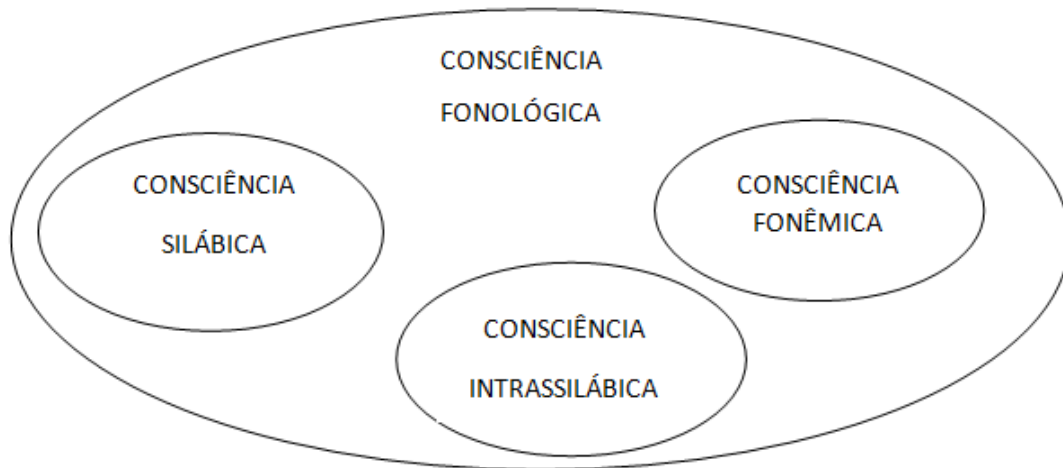 CONSCIÊNCIA
FONOLÓGICA
CONSCIÊNCIA
SILÁBICA
CONSCIÊNCIA
FONÊMICA
CONSCIÊNCIA
INTRASSILÁBICA